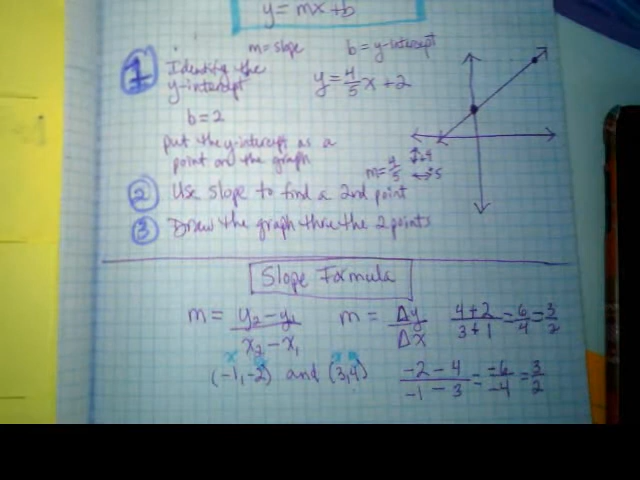 y = mx + b
m = slope b = y-intercept
1 Identify the
y-intercept
y = 4/5 x + 2
b = 2
put the y-intercept as a
point on the graph
m = 4/5 ↕ +4
↔ +5
2 Use slope to find a 2nd point
3 Draw the graph thru the 2 points
Slope Formula
m = y₂ - y₁ / x₂ - x₁ m = Δy / Δx 4 + 2 / 3 + 1 = 6/4 = 3/2
(-1, -2) and (3, 4) -2 - 4 / -1 - 3 = -6/-4 = 3/2